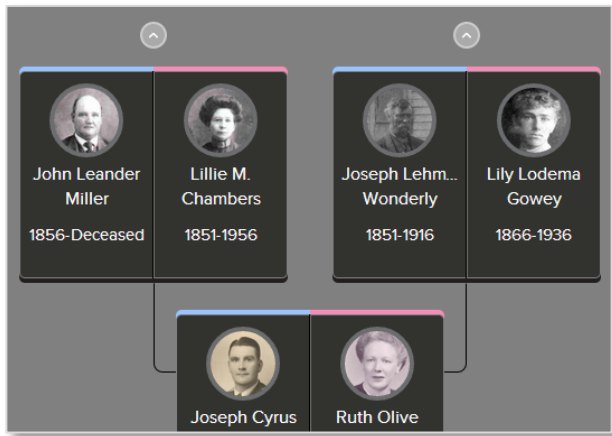 John Leander
Miller
1856-Deceased
Lillie M.
Chambers
1851-1956
Joseph Lehm...
Wonderly
1851-1916
Lily Lodema
Gowey
1866-1936
Joseph Cyrus
Ruth Olive